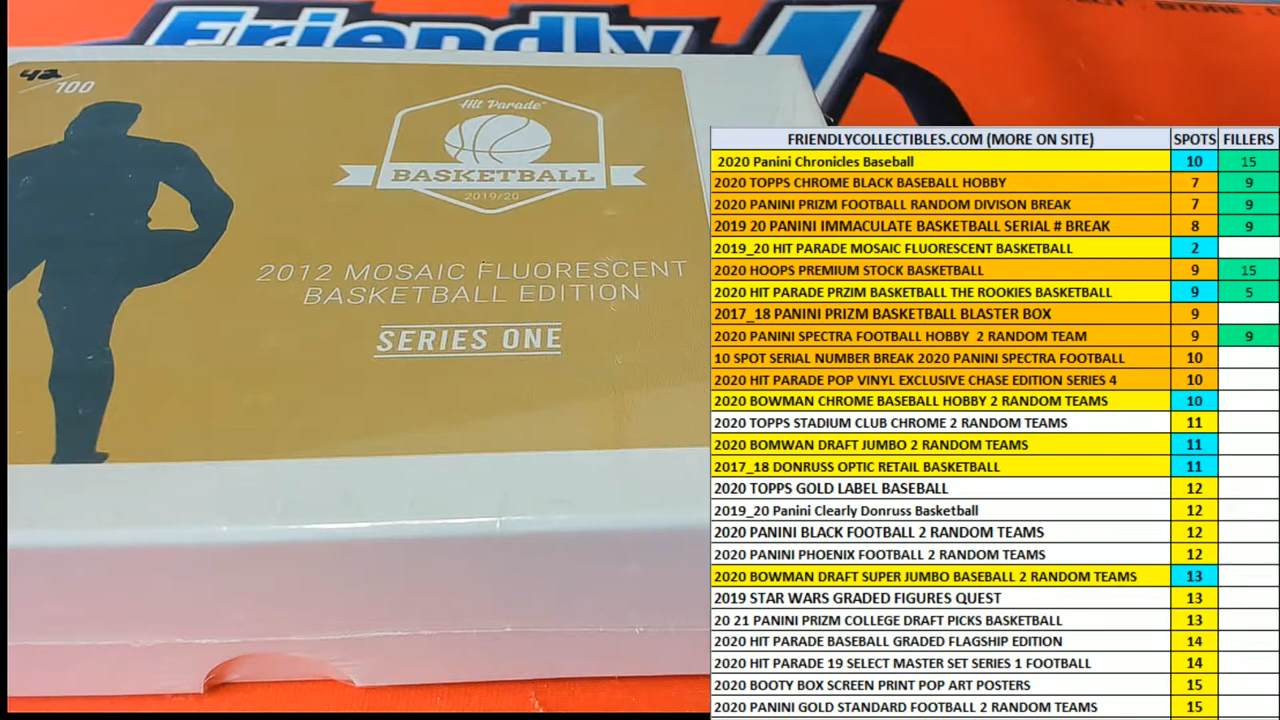 Friendly
42/100
Hit Parade™
BASKETBALL
2019/20
2012 MOSAIC FLUORESCENT
BASKETBALL EDITION
SERIES ONE
FRIENDLYCOLLECTIBLES.COM (MORE ON SITE) SPOTS FILLERS
2020 Panini Chronicles Baseball 10 15
2020 TOPPS CHROME BLACK BASEBALL HOBBY 7 9
2020 PANINI PRIZM FOOTBALL RANDOM DIVISON BREAK 7 9
2019 20 PANINI IMMACULATE BASKETBALL SERIAL # BREAK 8 9
2019_20 HIT PARADE MOSAIC FLUORESCENT BASKETBALL 2
2020 HOOPS PREMIUM STOCK BASKETBALL 9 15
2020 HIT PARADE PRZIM BASKETBALL THE ROOKIES BASKETBALL 9 5
2017_18 PANINI PRIZM BASKETBALL BLASTER BOX 9
2020 PANINI SPECTRA FOOTBALL HOBBY 2 RANDOM TEAM 9 9
10 SPOT SERIAL NUMBER BREAK 2020 PANINI SPECTRA FOOTBALL 10
2020 HIT PARADE POP VINYL EXCLUSIVE CHASE EDITION SERIES 4 10
2020 BOWMAN CHROME BASEBALL HOBBY 2 RANDOM TEAMS 10
2020 TOPPS STADIUM CLUB CHROME 2 RANDOM TEAMS 11
2020 BOMWAN DRAFT JUMBO 2 RANDOM TEAMS 11
2017_18 DONRUSS OPTIC RETAIL BASKETBALL 11
2020 TOPPS GOLD LABEL BASEBALL 12
2019_20 Panini Clearly Donruss Basketball 12
2020 PANINI BLACK FOOTBALL 2 RANDOM TEAMS 12
2020 PANINI PHOENIX FOOTBALL 2 RANDOM TEAMS 12
2020 BOWMAN DRAFT SUPER JUMBO BASEBALL 2 RANDOM TEAMS 13
2019 STAR WARS GRADED FIGURES QUEST 13
20 21 PANINI PRIZM COLLEGE DRAFT PICKS BASKETBALL 13
2020 HIT PARADE BASEBALL GRADED FLAGSHIP EDITION 14
2020 HIT PARADE 19 SELECT MASTER SET SERIES 1 FOOTBALL 14
2020 BOOTY BOX SCREEN PRINT POP ART POSTERS 15
2020 PANINI GOLD STANDARD FOOTBALL 2 RANDOM TEAMS 15